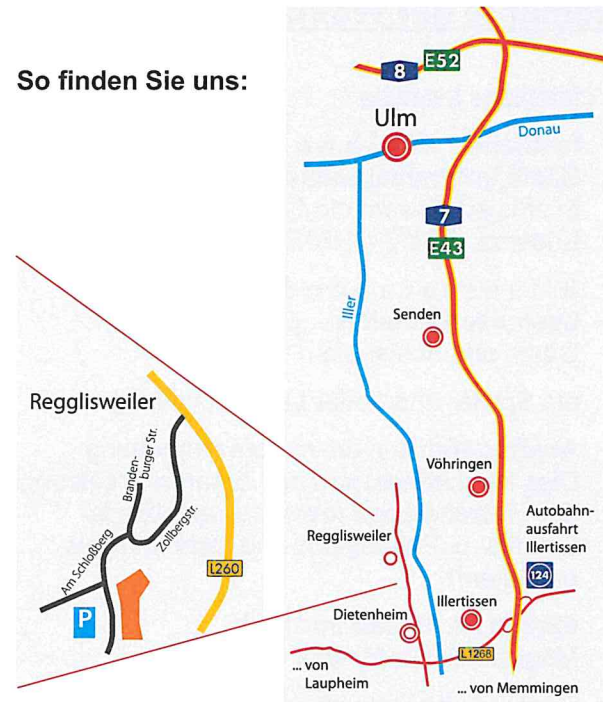 So finden Sie uns:
8
E52
Ulm
Donau
7
E43
Iller
Senden
Vöhringen
Autobahn-
ausfahrt
Illertissen
124
Regglisweiler
Dietenheim
Illertissen
L1268
... von
Laupheim
... von Memmingen
Regglisweiler
Branden-
burger Str.
Zollbergstr.
Am Schloßberg
L260
P